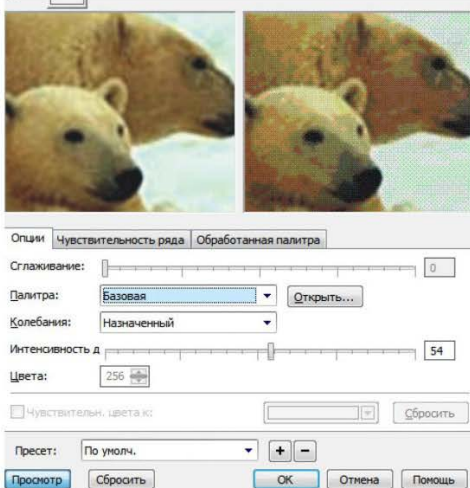 Опции Чувствительность ряда Обработанная палитра
Сглаживание: 0
Палитра: Базовая Открыть...
Колебания: Назначенный
Интенсивность д 54
Цвета: 256
Чувствительн. цвета к: Сбросить
Пресет: По умолч. + −
Просмотр Сбросить OK Отмена Помощь